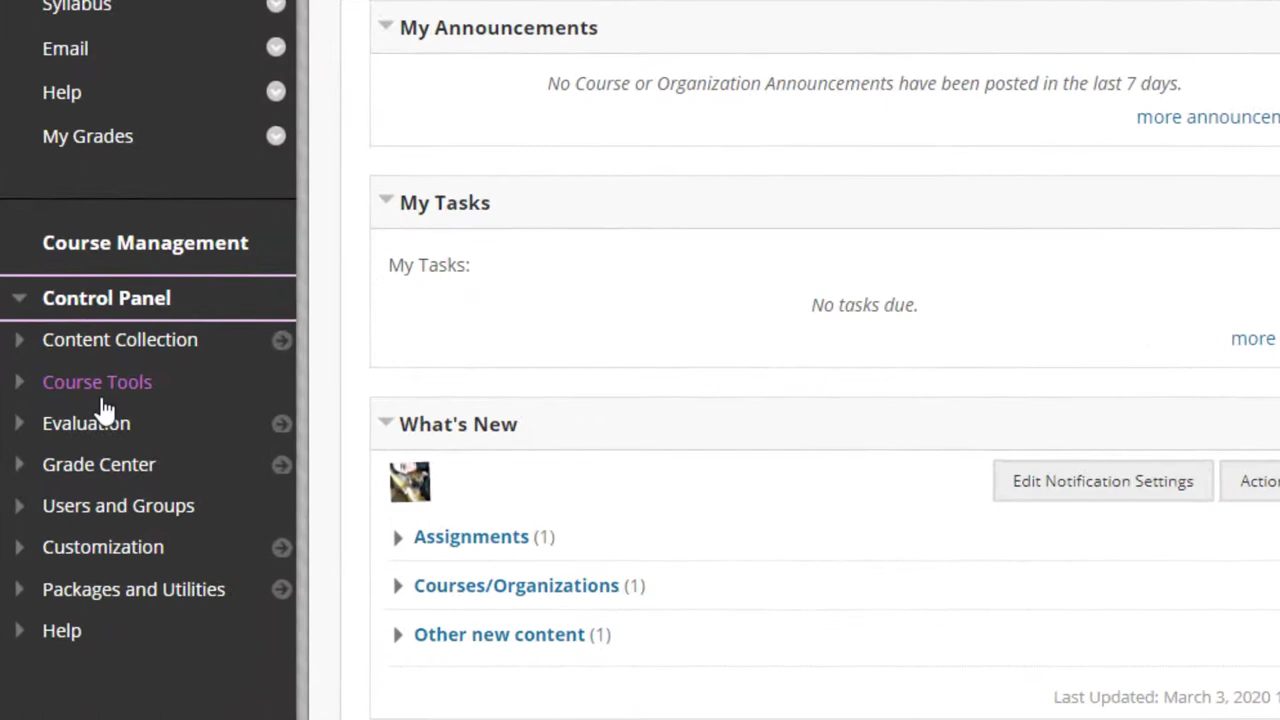 Syllabus
Email
Help
My Grades
Course Management
Control Panel
Content Collection
Course Tools
Evaluation
Grade Center
Users and Groups
Customization
Packages and Utilities
Help
My Announcements
No Course or Organization Announcements have been posted in the last 7 days.
more announcem
My Tasks
My Tasks:
No tasks due.
more
What's New
Edit Notification Settings
Action
Assignments (1)
Courses/Organizations (1)
Other new content (1)
Last Updated: March 3, 2020 1